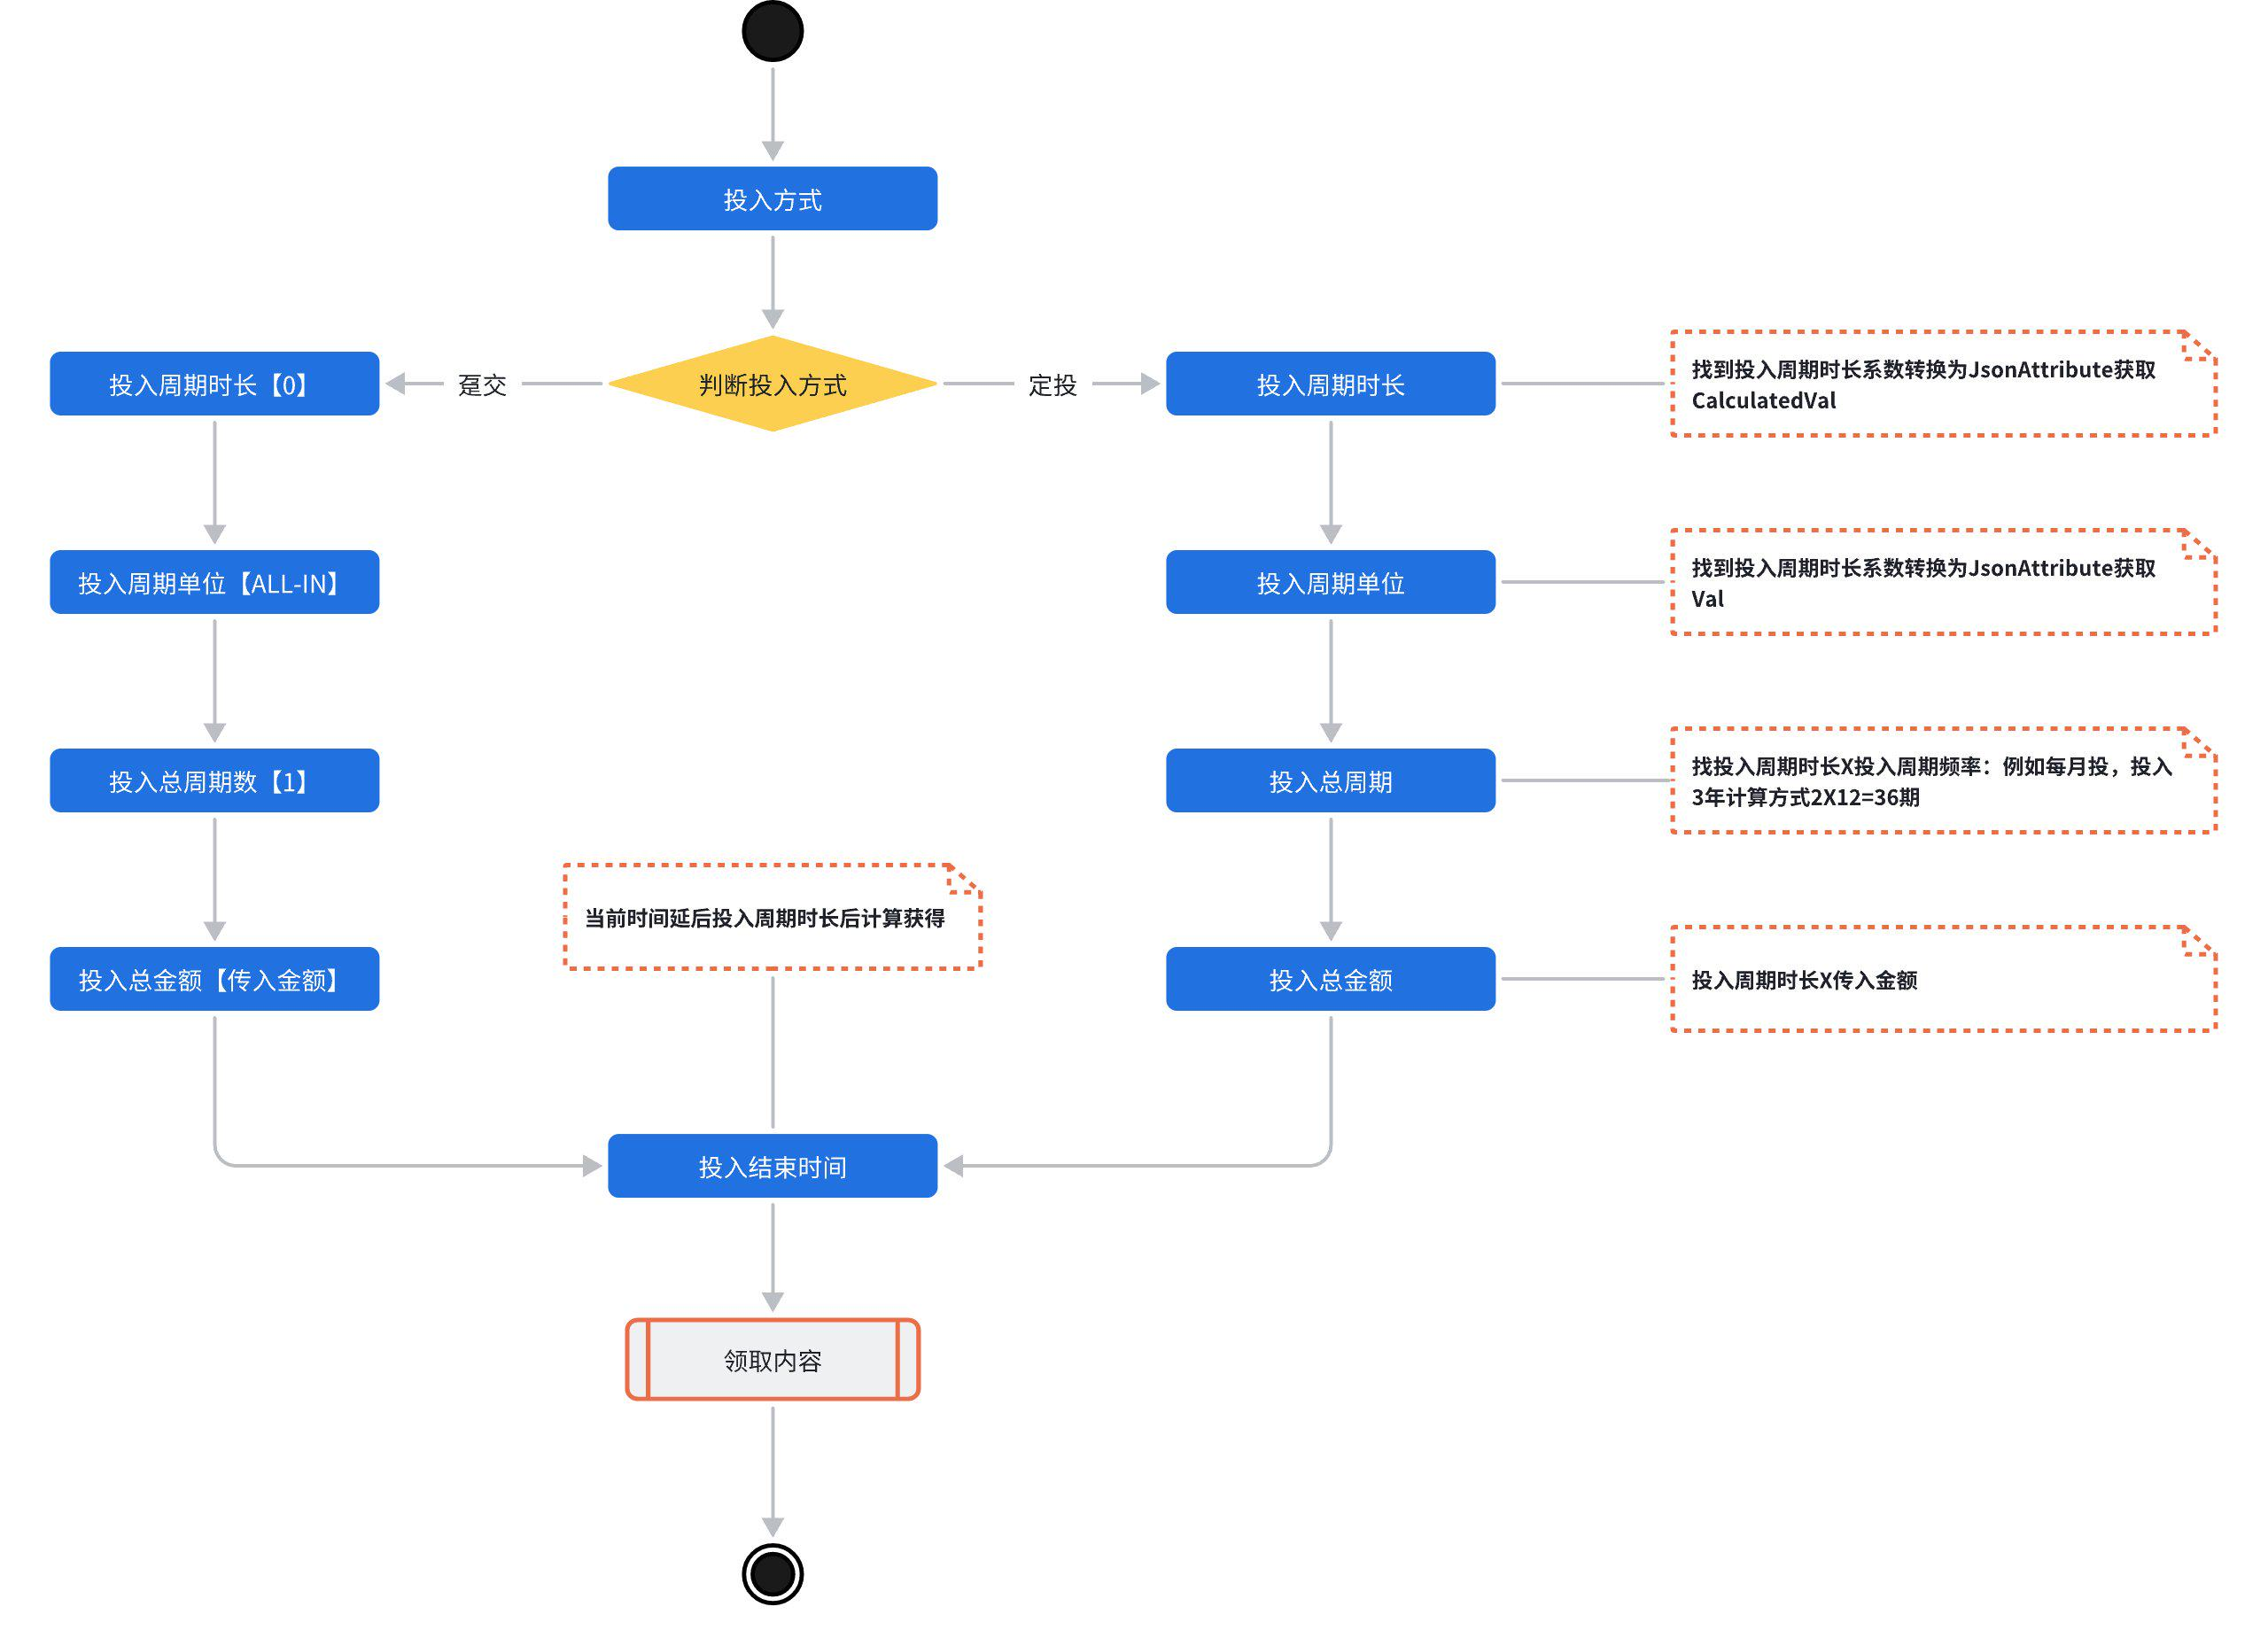 投入方式
投入周期时长【0】
趸交
判断投入方式
定投
投入周期时长
找到投入周期时长系数转换为JsonAttribute获取
CalculatedVal
投入周期单位【ALL-IN】
投入周期单位
找到投入周期时长系数转换为JsonAttribute获取
Val
投入总周期数【1】
投入总周期
找投入周期时长X投入周期频率：例如每月投，投入
3年计算方式2X12=36期
当前时间延后投入周期时长后计算获得
投入总金额【传入金额】
投入总金额
投入周期时长X传入金额
投入结束时间
领取内容